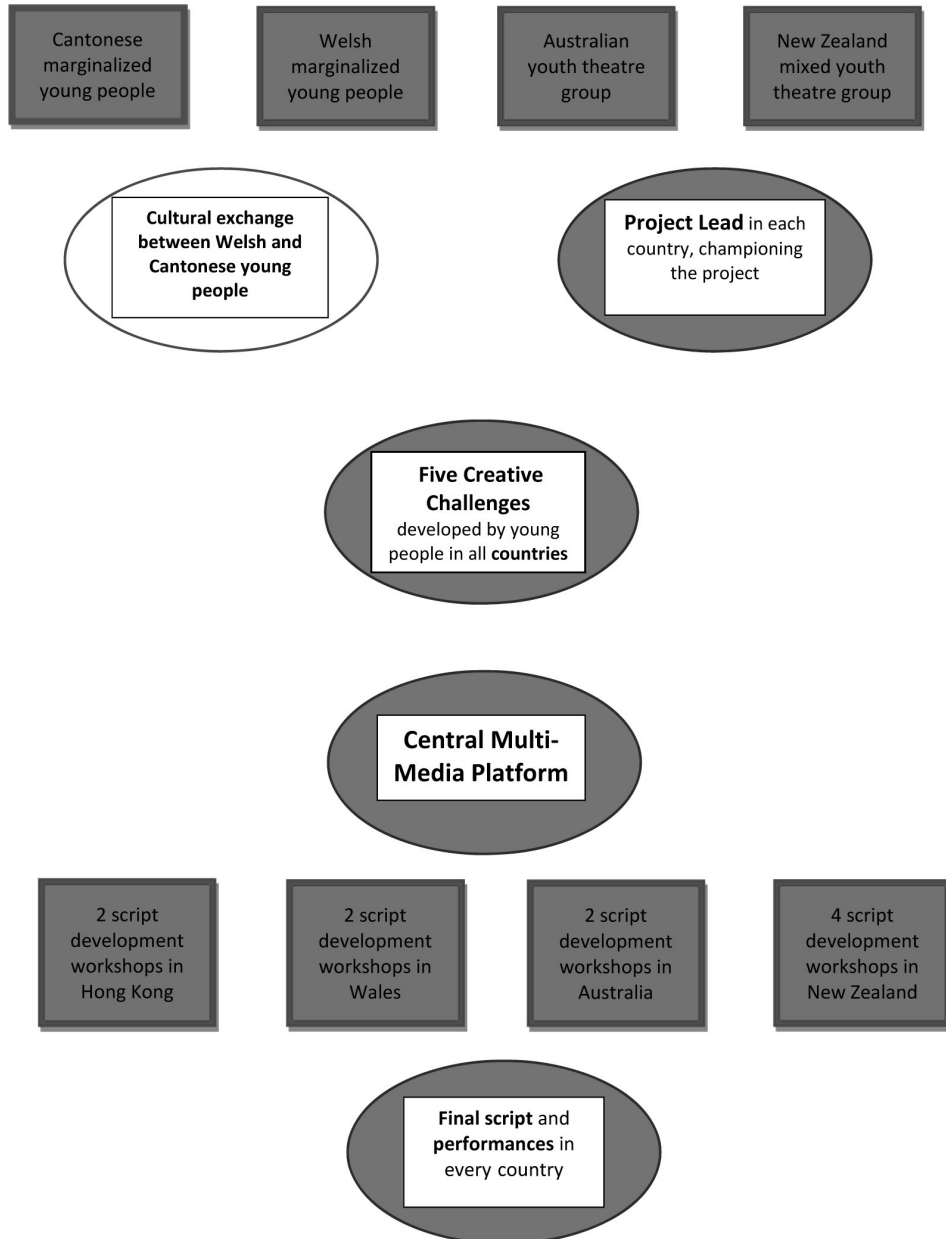 Cantonese
marginalized
young people
Welsh
marginalized
young people
Australian
youth theatre
group
New Zealand
mixed youth
theatre group
Cultural exchange
between Welsh and
Cantonese young
people
Project Lead in each
country, championing
the project
Five Creative
Challenges
developed by young
people in all countries
Central Multi-
Media Platform
2 script
development
workshops in
Hong Kong
2 script
development
workshops in
Wales
2 script
development
workshops in
Australia
4 script
development
workshops in
New Zealand
Final script and
performances in
every country